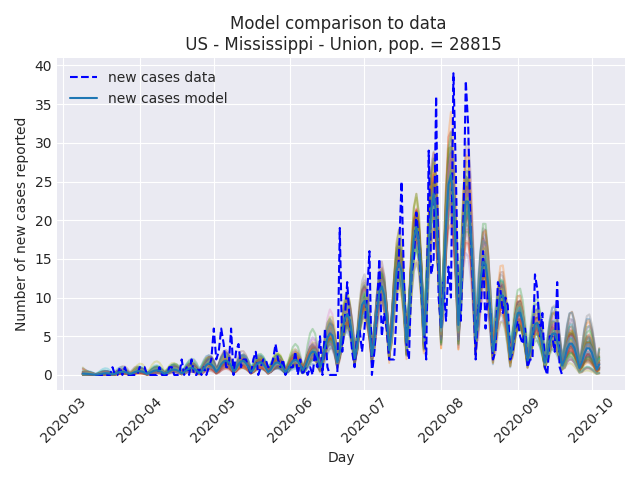 Model comparison to data
US - Mississippi - Union, pop. = 28815
new cases data
new cases model
Number of new cases reported
40
35
30
25
20
15
10
5
0
2020-03
2020-04
2020-05
2020-06
2020-07
2020-08
2020-09
2020-10
Day